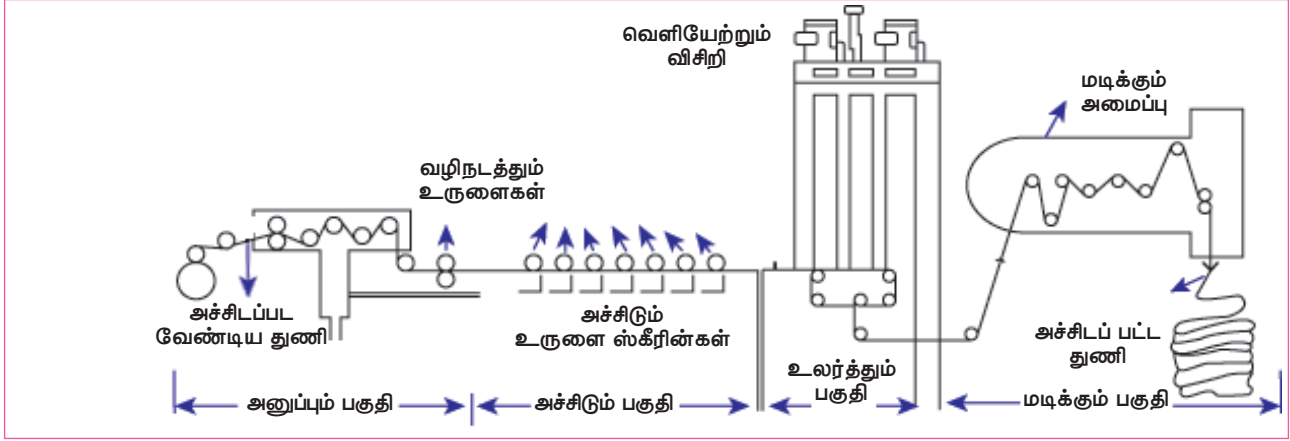 வெளியேற்றும்
விசிறி
மடிக்கும்
அமைப்பு
வழிநடத்தும்
உருளைகள்
அச்சிடப்பட
வேண்டிய துணி
அச்சிடும்
உருளை ஸ்கீரின்கள்
அச்சிடப் பட்ட
துணி
அனுப்பும் பகுதி
அச்சிடும் பகுதி
உலர்த்தும்
பகுதி
மடிக்கும் பகுதி